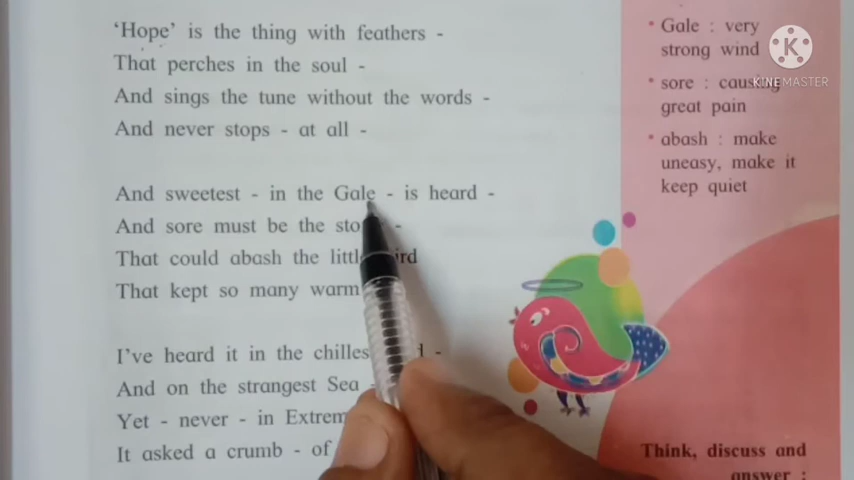 ‘Hope’ is the thing with feathers -
That perches in the soul -
And sings the tune without the words -
And never stops - at all -
And sweetest - in the Gale - is heard -
And sore must be the -
That could abash the
That kept so many warm
I've heard it in the -
And on the strangest Sea -
Yet - never - in
It asked a crumb - of
• Gale : very
strong wind
• sore : causing
great pain
• abash : make
uneasy, make it
keep quiet
K
KINEMASTER
Think, discuss and
answer :